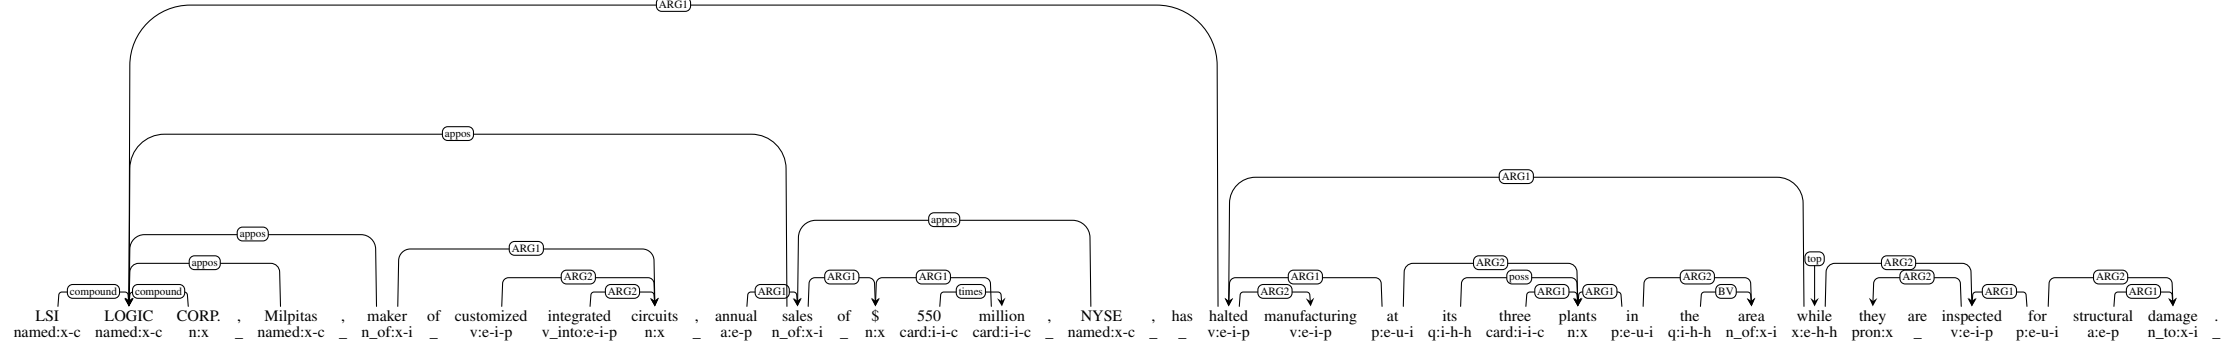 ARG1
appos
ARG1
appos
appos ARG1
appos ARG2 ARG1 ARG1 ARG1 ARG2 poss ARG2 top ARG2 ARG2 ARG2
compound compound ARG2 ARG1 times ARG2 ARG1 ARG1 BV ARG1 ARG1
LSI LOGIC CORP. , Milpitas , maker of customized integrated circuits , annual sales of $ 550 million , NYSE , has halted manufacturing at its three plants in the area while they are inspected for structural damage .
named:x-c named:x-c n:x _ named:x-c _ n_of:x-i _ v:e-i-p v_into:e-i-p n:x _ a:e-p n_of:x-i _ n:x card:i-i-c card:i-i-c _ named:x-c _ _ v:e-i-p v:e-i-p p:e-u-i q:i-h-h card:i-i-c n:x p:e-u-i q:i-h-h n_of:x-i x:e-h-h pron:x _ v:e-i-p p:e-u-i a:e-p n_to:x-i _